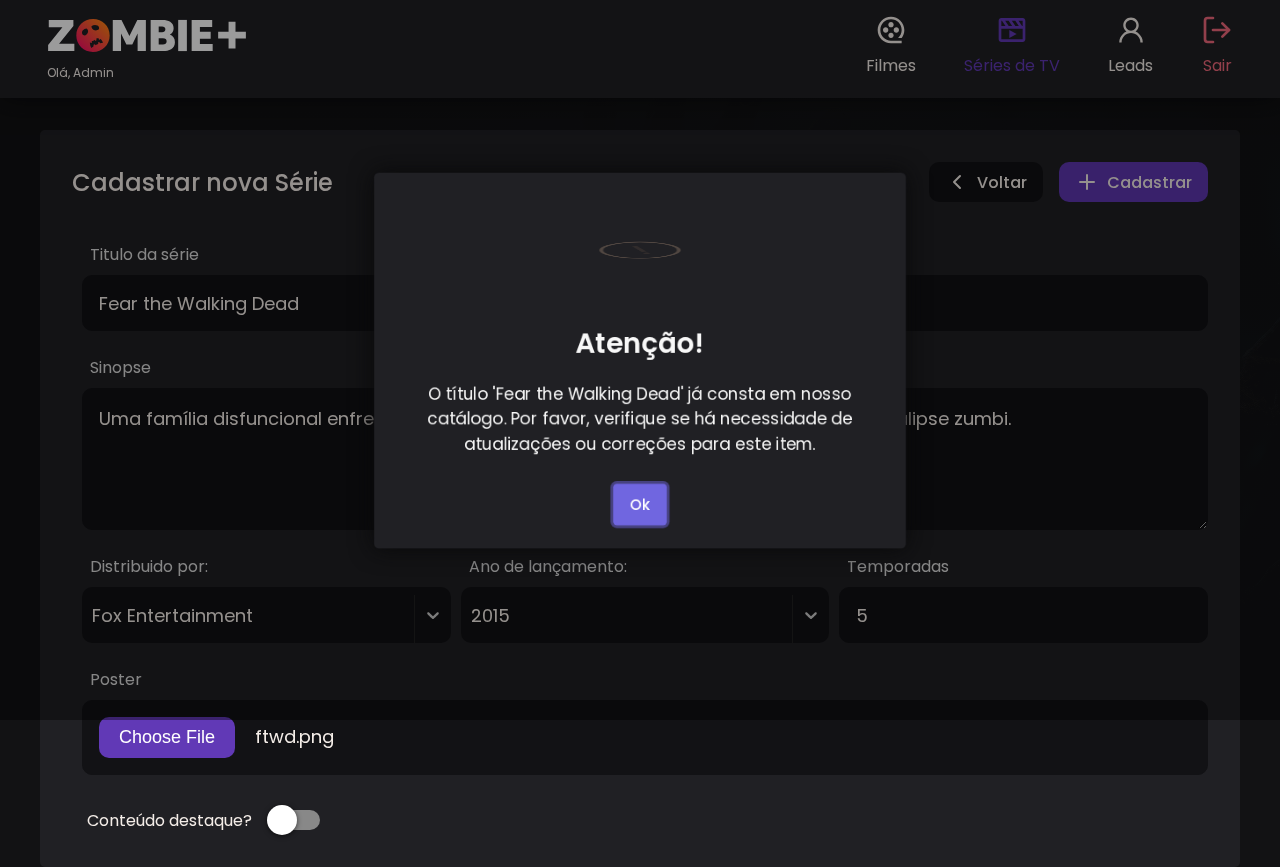 ZOMBIE+
Olá, Admin
Filmes
Séries de TV
Leads
Sair
Cadastrar nova Série
Voltar
Cadastrar
Titulo da série
Fear the Walking Dead
Sinopse
Uma família disfuncional enfre
lipse zumbi.
Atenção!
O título 'Fear the Walking Dead' já consta em nosso
catálogo. Por favor, verifique se há necessidade de
atualizações ou correções para este item.
Ok
Distribuido por:
Ano de lançamento:
Temporadas
Fox Entertainment
2015
5
Poster
Choose File
ftwd.png
Conteúdo destaque?